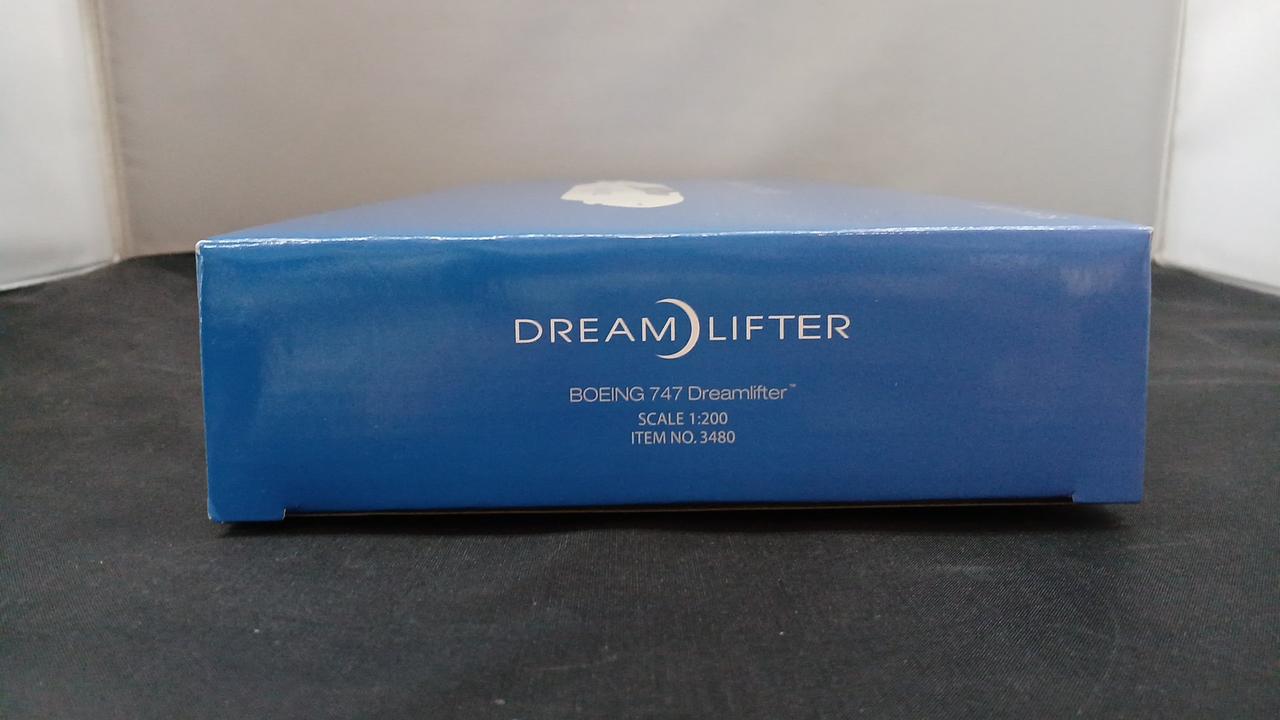 DREAM LIFTER
BOEING 747 Dreamlifter™
SCALE 1:200
ITEM NO. 3480